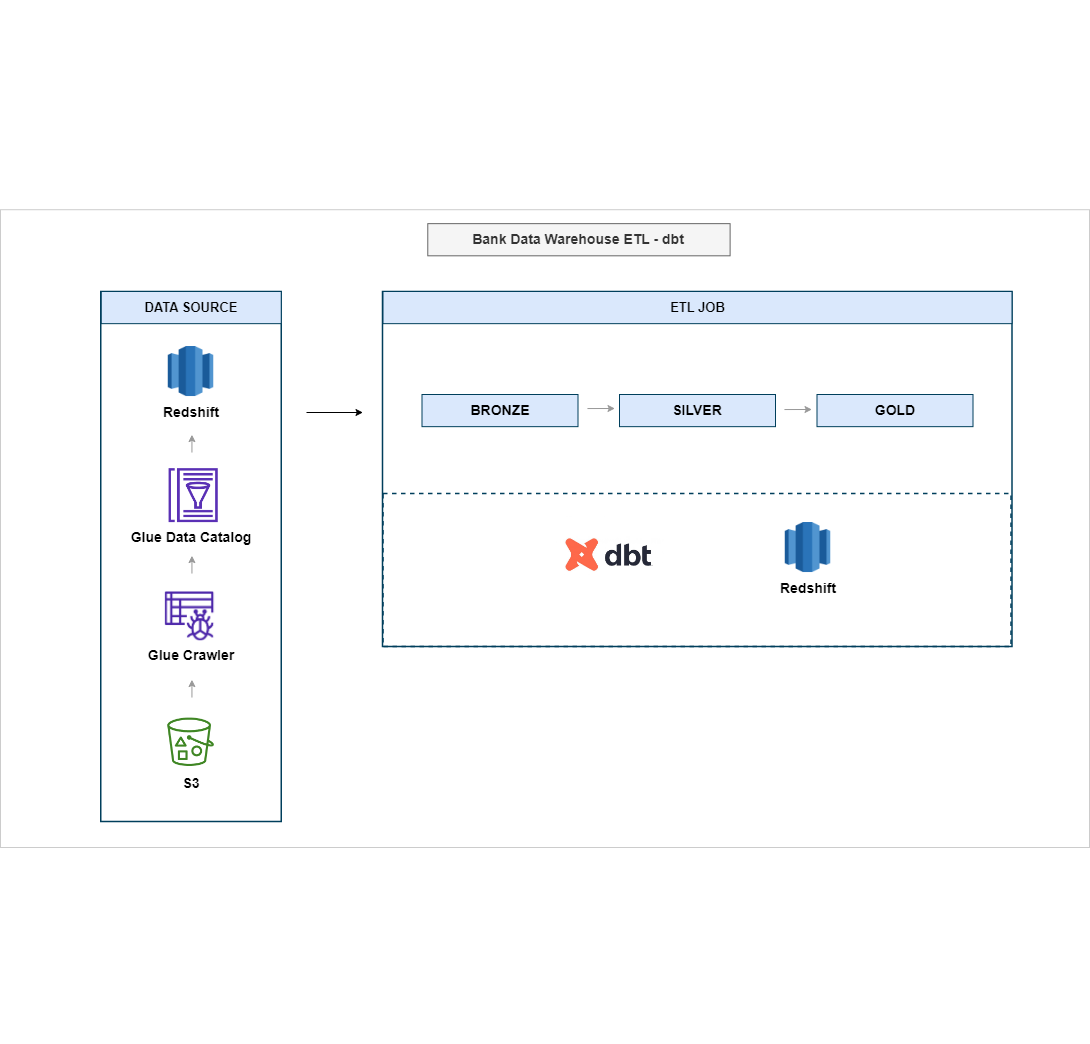 Bank Data Warehouse ETL - dbt
DATA SOURCE
Redshift
Glue Data Catalog
Glue Crawler
S3
ETL JOB
BRONZE
SILVER
GOLD
dbt
Redshift